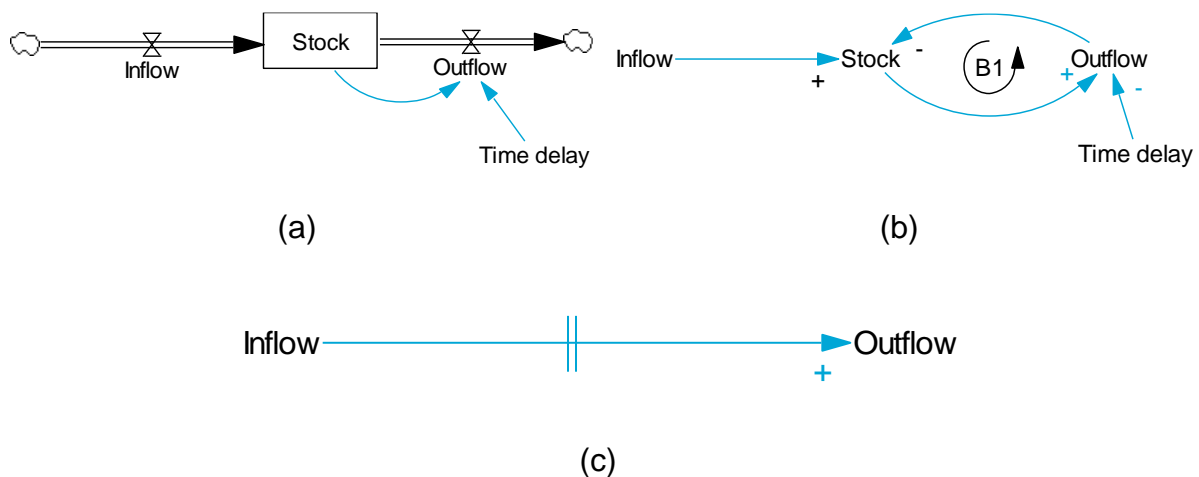 Stock
Inflow
Outflow
Time delay
(a)
Inflow
+
Stock
-
B1
+
Outflow
-
Time delay
(b)
Inflow
+
Outflow
(c)